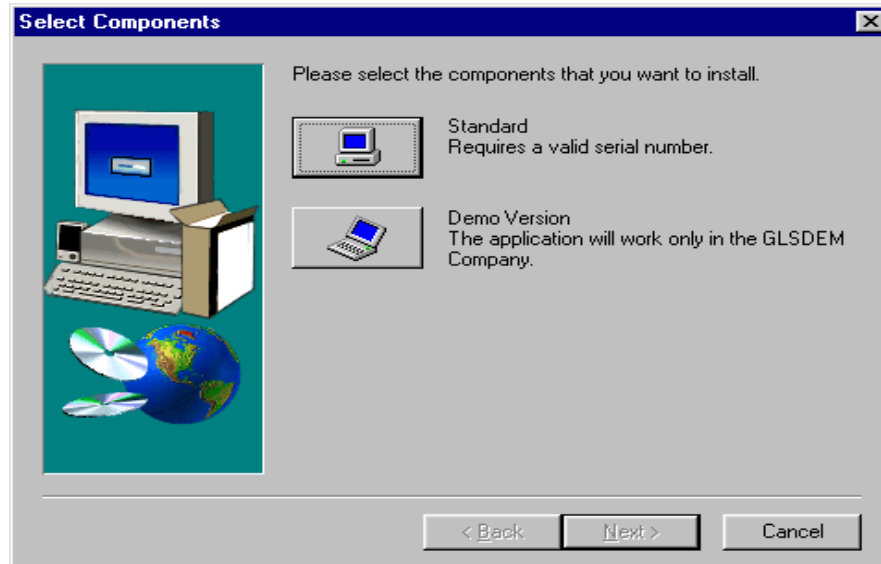 Select Components
Please select the components that you want to install.
Standard
Requires a valid serial number.
Demo Version
The application will work only in the GLSDEM
Company.
< Back
Next >
Cancel